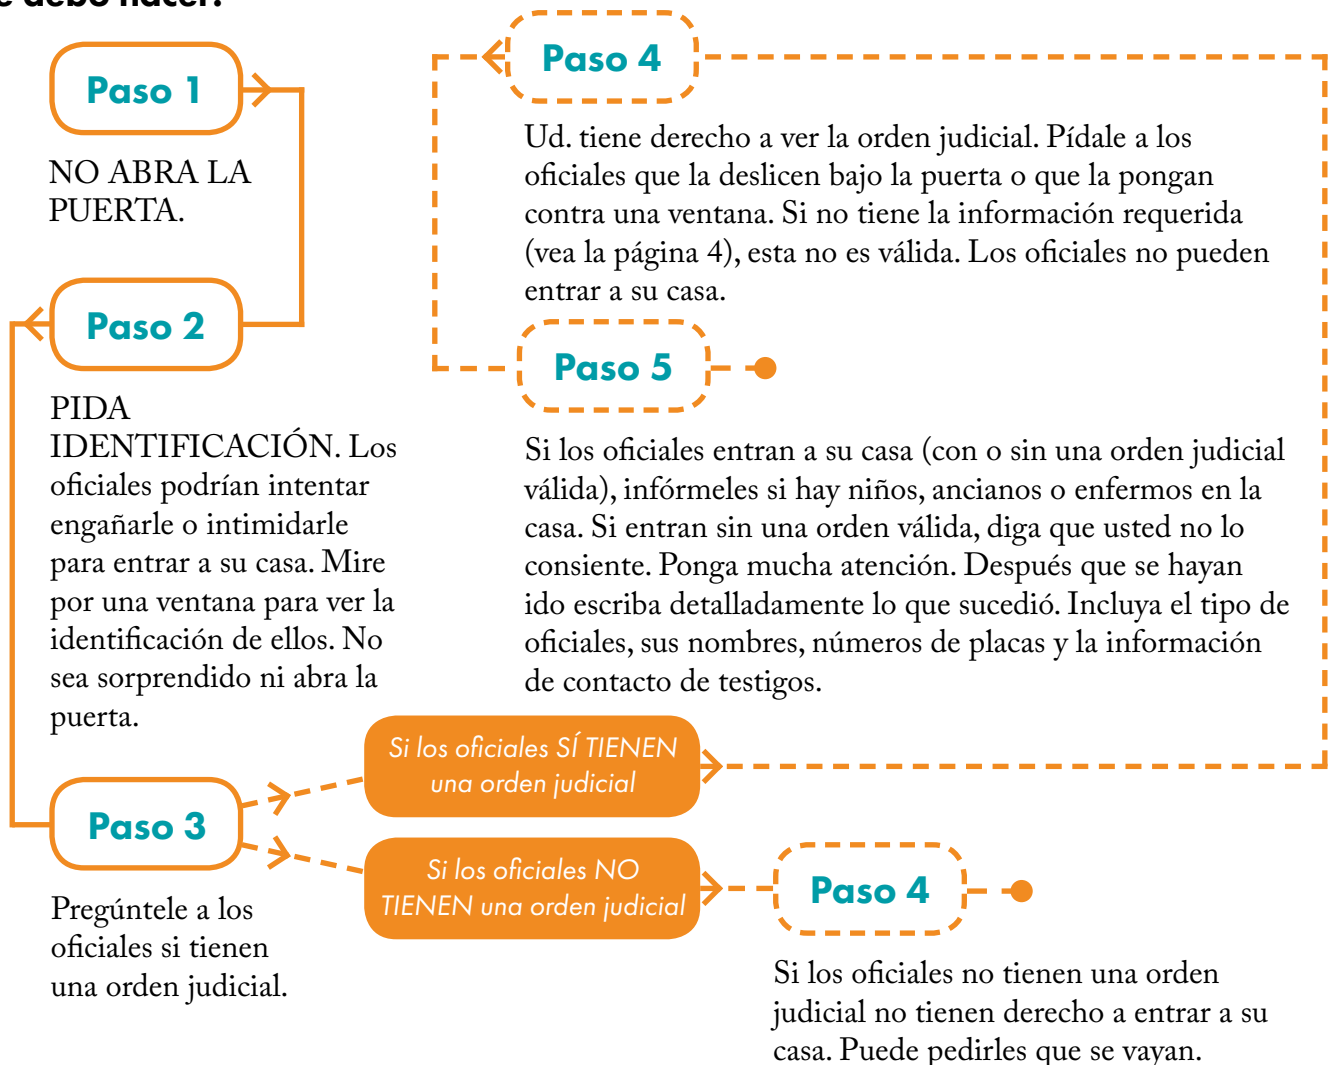 debo hacer?
Paso 1
NO ABRA LA
PUERTA.
Paso 2
PIDA
IDENTIFICACIÓN. Los
oficiales podrían intentar
engañarle o intimidarle
para entrar a su casa. Mire
por una ventana para ver la
identificación de ellos. No
sea sorprendido ni abra la
puerta.
Paso 3
Pregúntele a los
oficiales si tienen
una orden judicial.
Si los oficiales SÍ TIENEN
una orden judicial
Paso 4
Ud. tiene derecho a ver la orden judicial. Pídale a los
oficiales que la deslicen bajo la puerta o que la pongan
contra una ventana. Si no tiene la información requerida
(vea la página 4), esta no es válida. Los oficiales no pueden
entrar a su casa.
Paso 5
Si los oficiales entran a su casa (con o sin una orden judicial
válida), infórmeles si hay niños, ancianos o enfermos en la
casa. Si entran sin una orden válida, diga que usted no lo
consiente. Ponga mucha atención. Después que se hayan
ido escriba detalladamente lo que sucedió. Incluya el tipo de
oficiales, sus nombres, números de placas y la información
de contacto de testigos.
Si los oficiales NO
TIENEN una orden judicial
Paso 4
Si los oficiales no tienen una orden
judicial no tienen derecho a entrar a su
casa. Puede pedirles que se vayan.